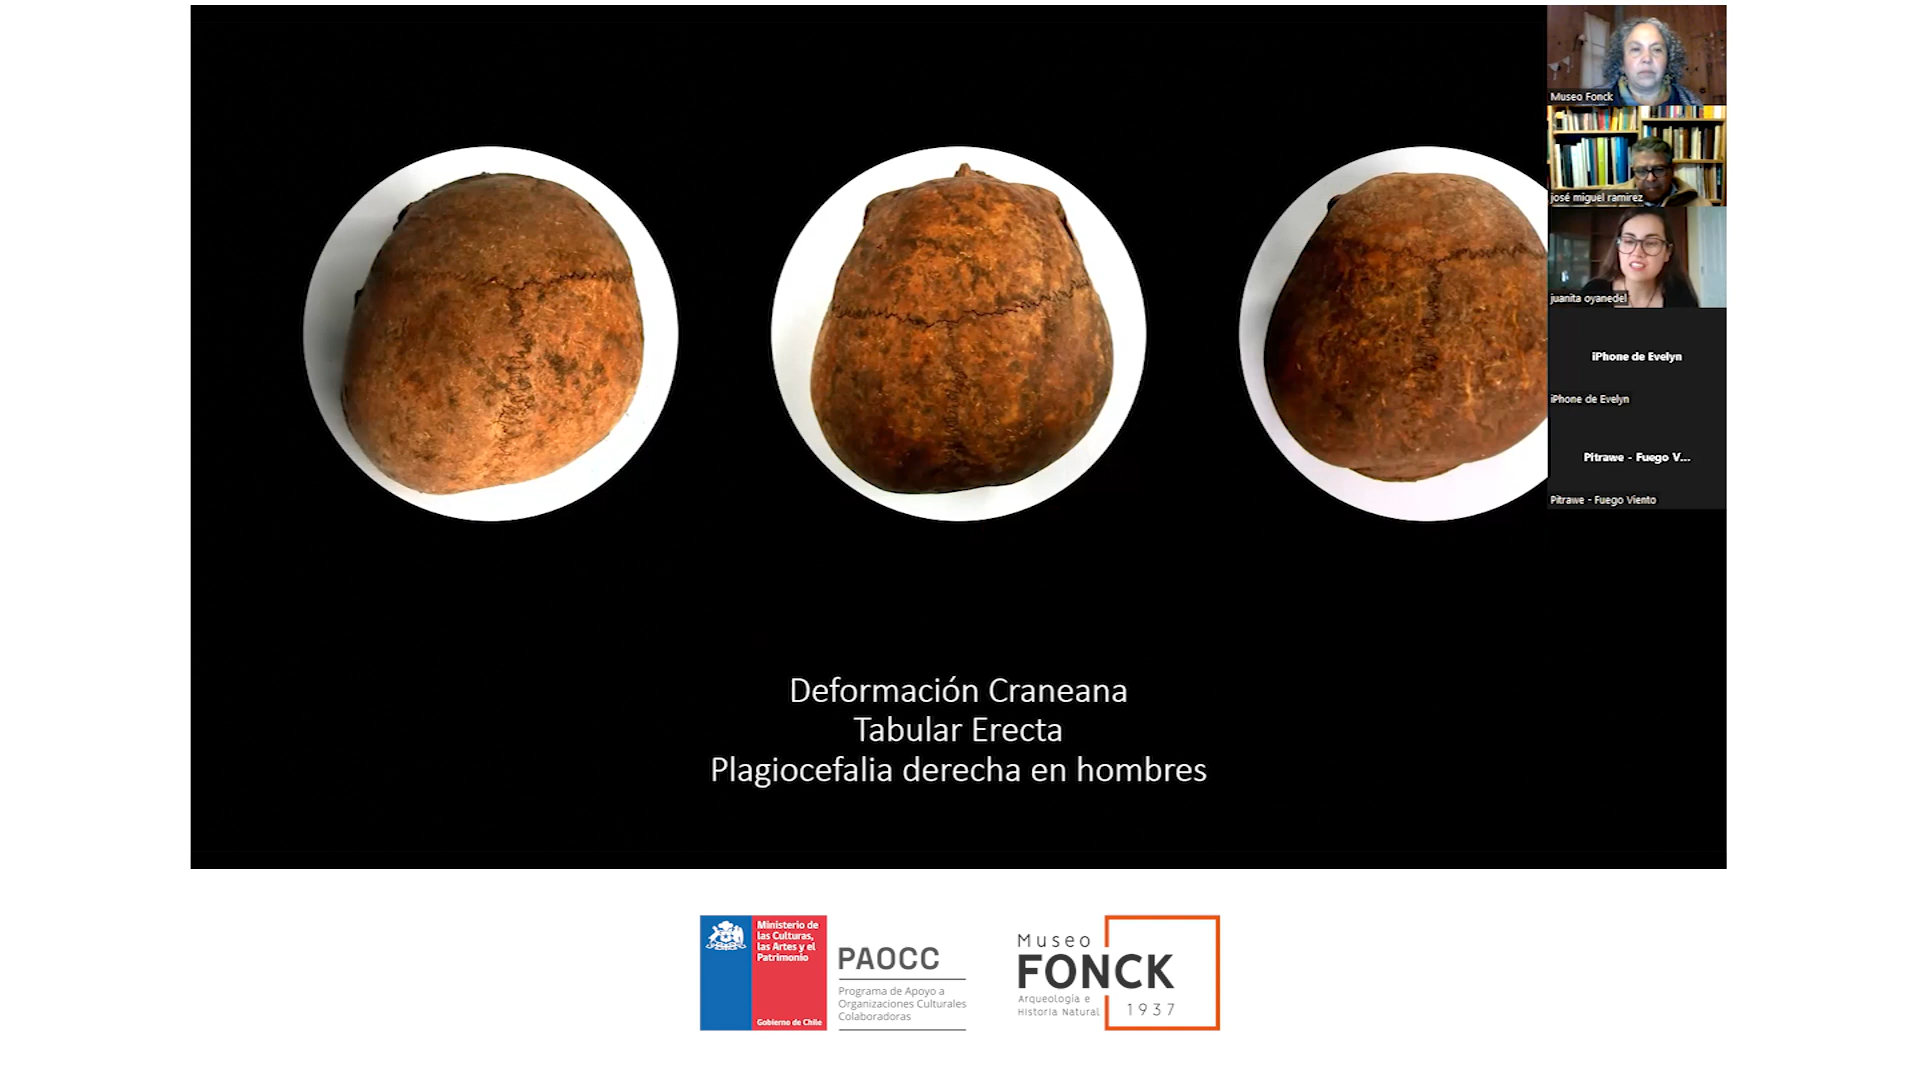 Museo Fonck
josé miguel ramirez
juanita oyanedel
iPhone de Evelyn
iPhone de Evelyn
Pitrawe - Fuego V...
Pitrawe - Fuego Viento
Deformación Craneana
Tabular Erecta
Plagiocefalia derecha en hombres
Ministerio de
las Culturas,
las Artes y el
Patrimonio
Gobierno de Chile
PAOCC
Programa de Apoyo a
Organizaciones Culturales
Colaboradoras
Museo
FONCK
Arqueología e
Historia Natural
1937